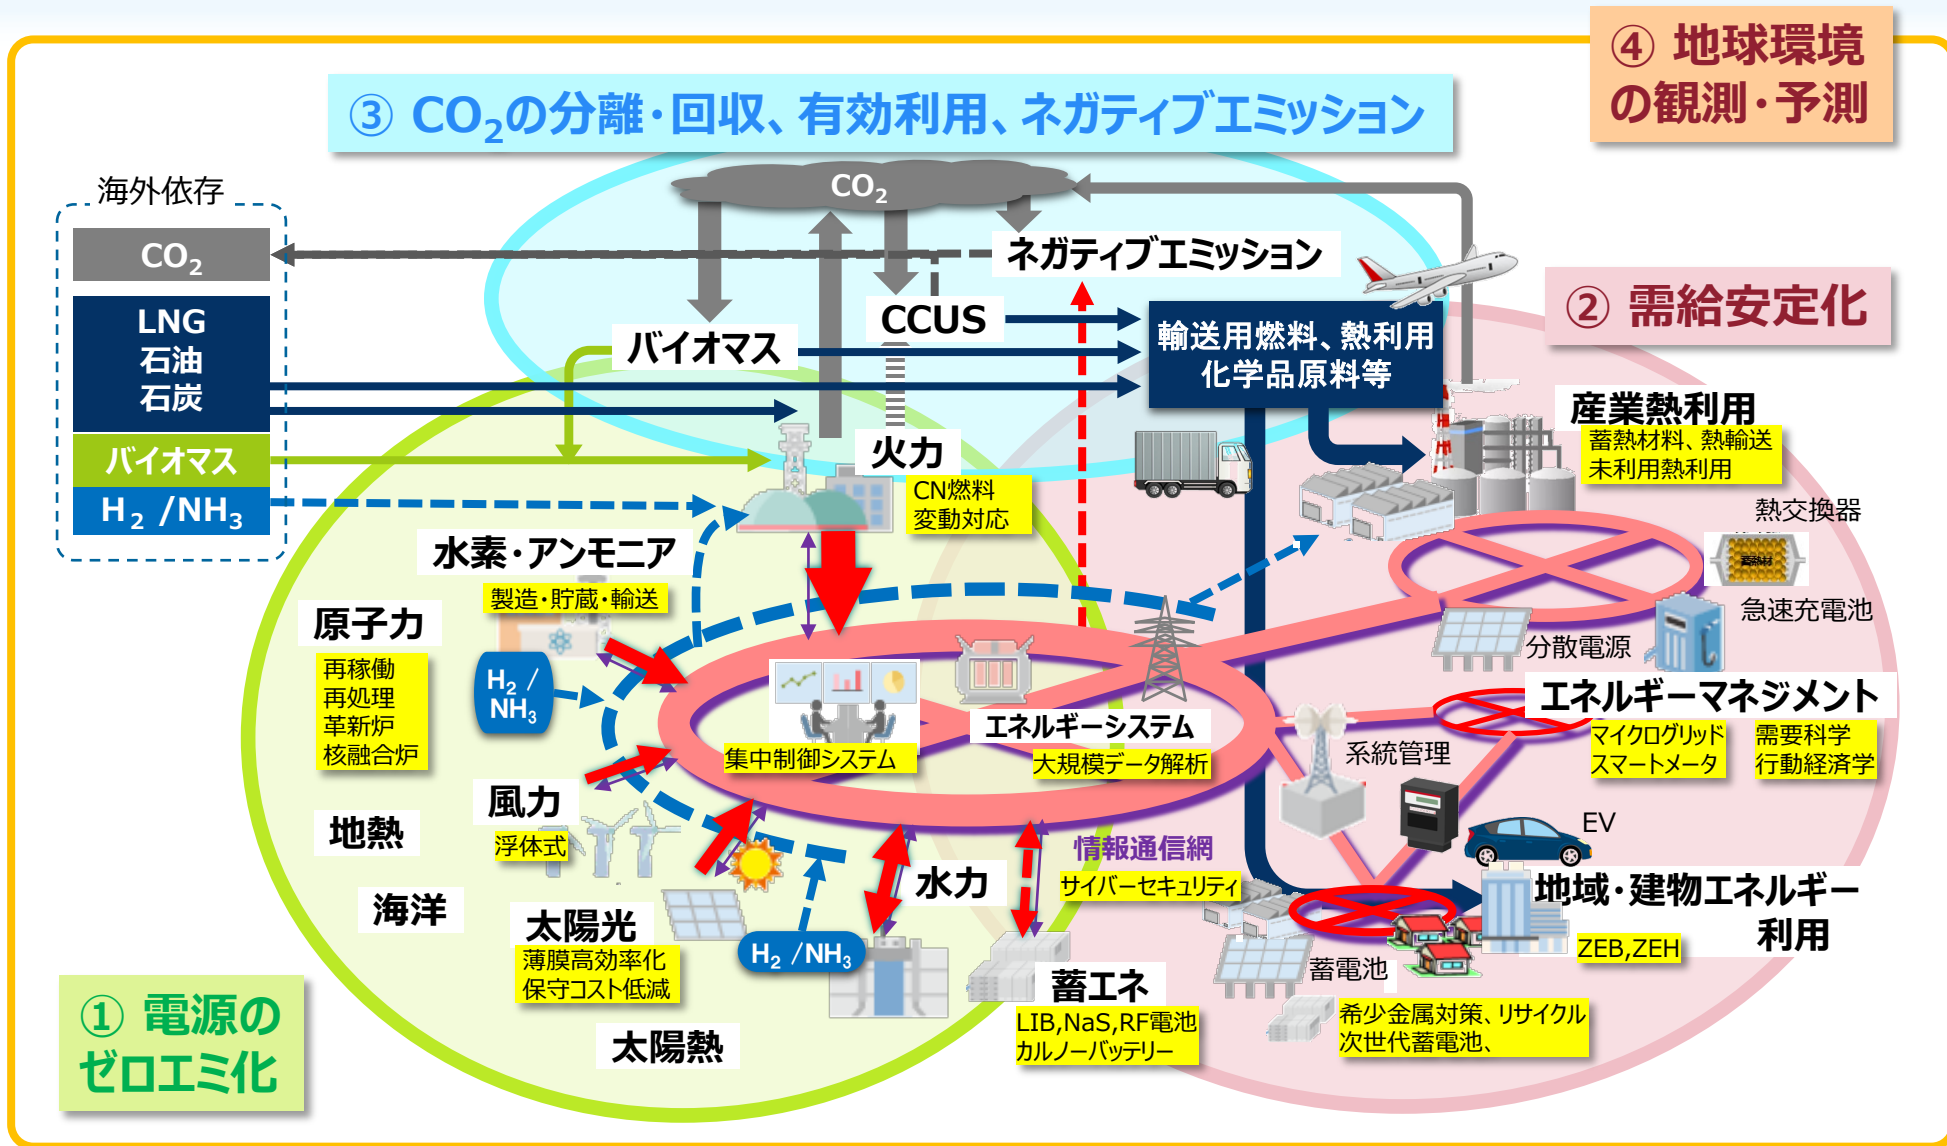 ④ 地球環境
の観測・予測
③ CO₂の分離・回収、有効利用、ネガティブエミッション
海外依存
CO₂
CO₂
ネガティブエミッション
② 需給安定化
LNG
石油
石炭
CCUS
バイオマス
輸送用燃料、熱利用
化学品原料等
産業熱利用
蓄熱材料、熱輸送
未利用熱利用
バイオマス
火力
CN燃料
変動対応
H₂ /NH₃
熱交換器
蓄熱材
水素・アンモニア
製造・貯蔵・輸送
原子力
再稼働
再処理
革新炉
核融合炉
急速充電池
分散電源
H₂ /
NH₃
エネルギーマネジメント
マイクログリッド
スマートメータ
需要科学
行動経済学
エネルギーシステム
大規模データ解析
集中制御システム
系統管理
風力
浮体式
地熱
EV
情報通信網
サイバーセキュリティ
水力
地域・建物エネルギー
利用
ZEB,ZEH
海洋
太陽光
薄膜高効率化
保守コスト低減
H₂ /NH₃
蓄電池
蓄エネ
LIB,NaS,RF電池
カルノーバッテリー
希少金属対策、リサイクル
次世代蓄電池、
① 電源の
ゼロエミ化
太陽熱